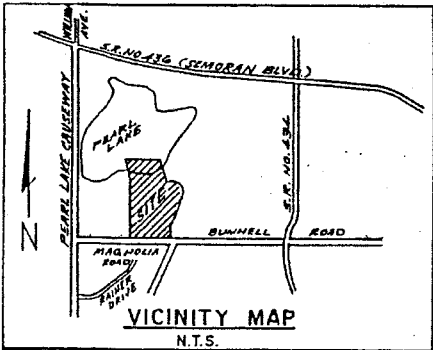 WILLIAM
AVE.
S.R. NO 436 (SEMORAN BLVD.)
PEARL LAKE CAUSEWAY
PEARL
LAKE
S.R. NO. 434
SITE
N
BUNNELL ROAD
MAGNOLIA
ROAD
RAINER
DRIVE
VICINITY MAP
N.T.S.